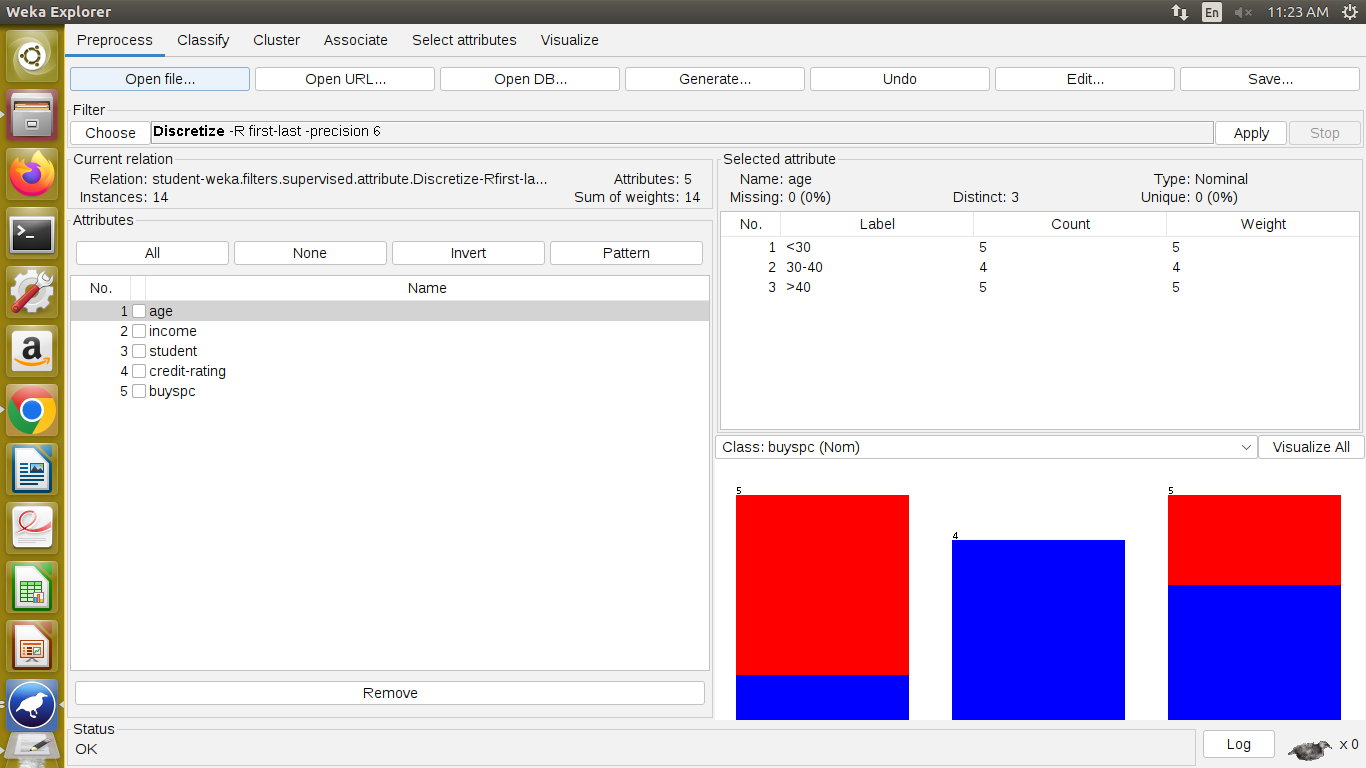 Weka Explorer
En
11:23 AM
Preprocess Classify Cluster Associate Select attributes Visualize
Open file... Open URL... Open DB... Generate... Undo Edit... Save...
Filter
Choose Discretize -R first-last -precision 6 Apply Stop
Current relation
Relation: student-weka.filters.supervised.attribute.Discretize-Rfirst-la... Attributes: 5
Instances: 14 Sum of weights: 14
Attributes
All None Invert Pattern
No. Name
1 age
2 income
3 student
4 credit-rating
5 buyspc
Remove
Selected attribute
Name: age Type: Nominal
Missing: 0 (0%) Distinct: 3 Unique: 0 (0%)
No. Label Count Weight
1 <30 5 5
2 30-40 4 4
3 >40 5 5
Class: buyspc (Nom) Visualize All
5 4 5
Status
OK
Log x 0